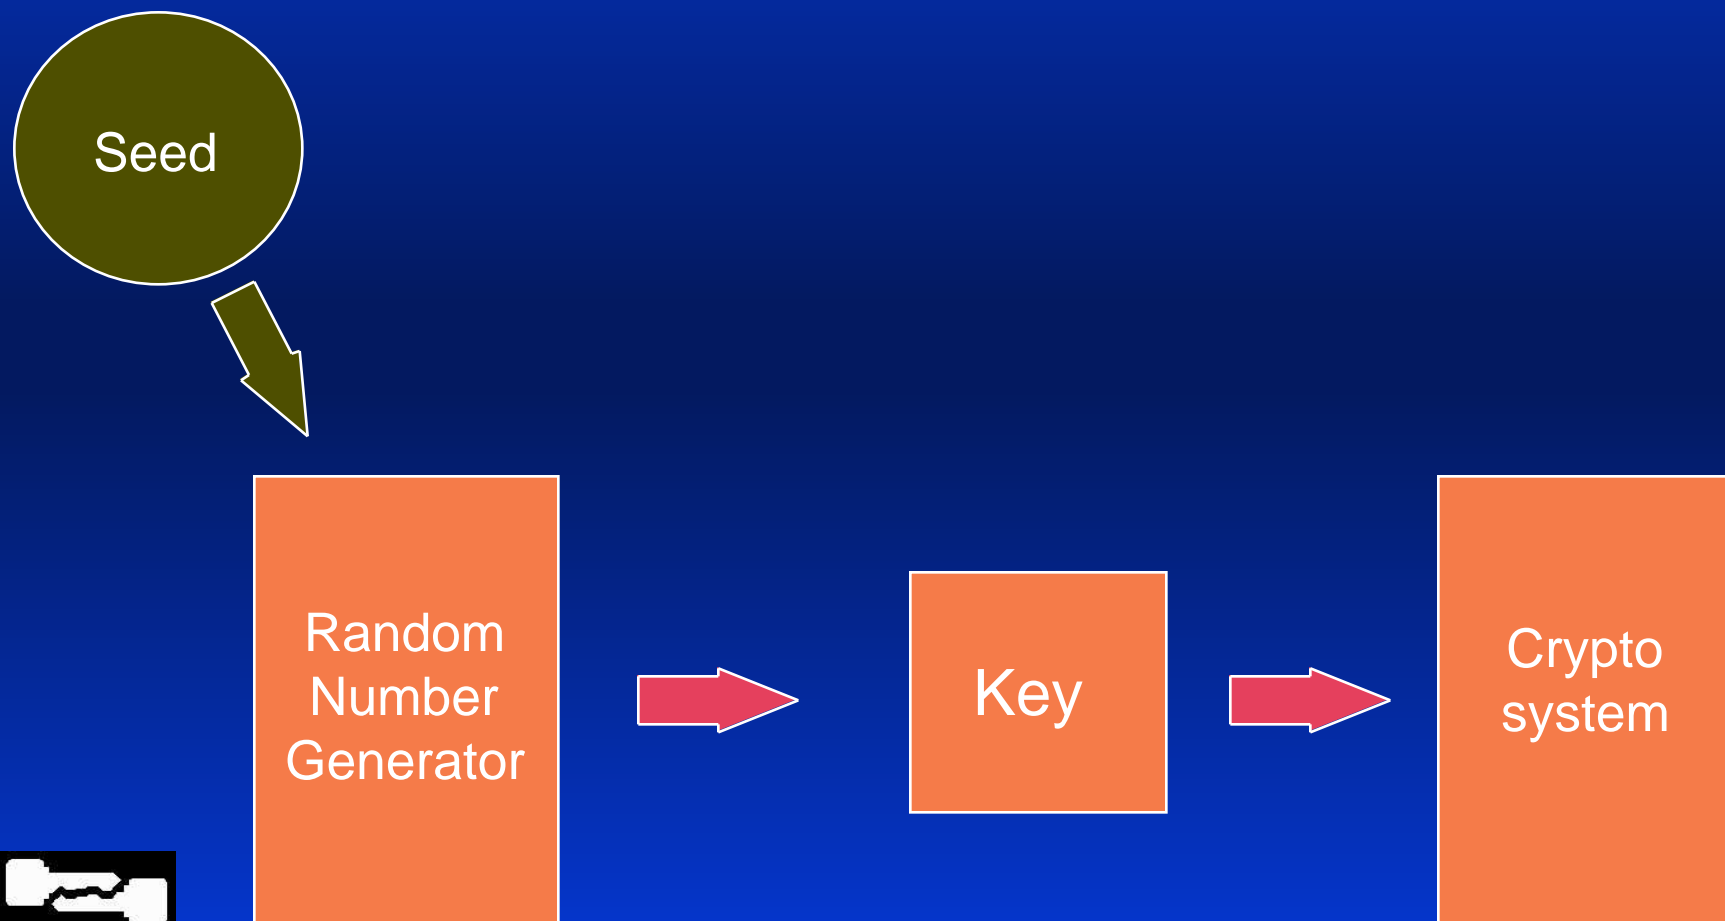 Seed
Random
Number
Generator
Key
Crypto
system